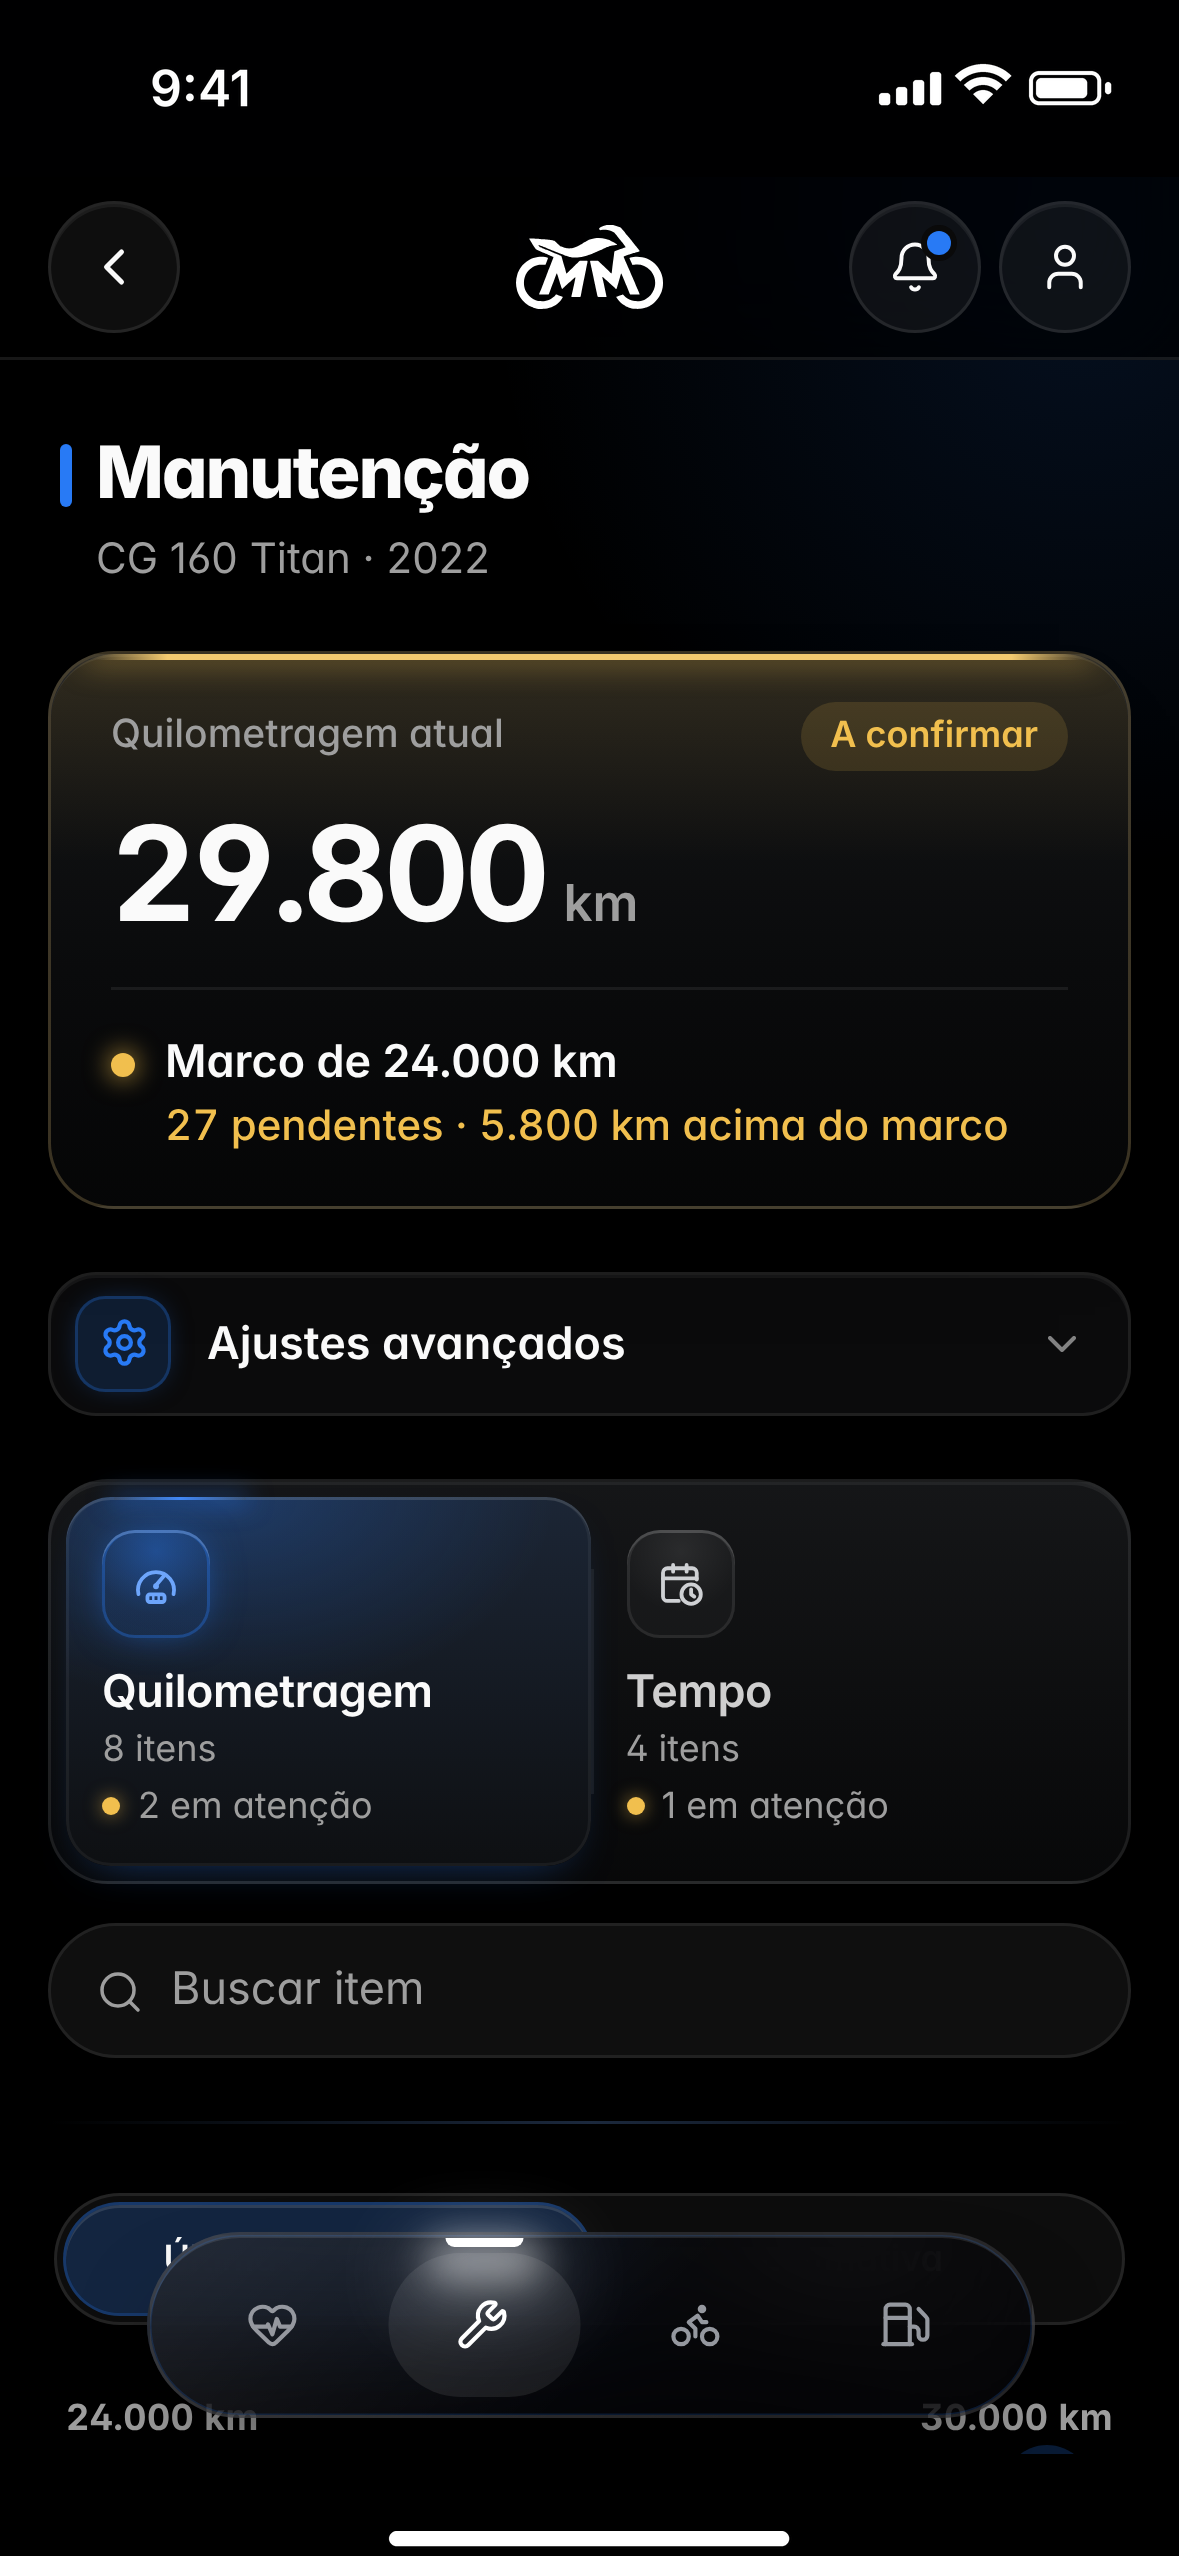 9:41
MM
Manutenção
CG 160 Titan · 2022
Quilometragem atual
A confirmar
29.800 km
Marco de 24.000 km
27 pendentes · 5.800 km acima do marco
Ajustes avançados
Quilometragem
8 itens
2 em atenção
Tempo
4 itens
1 em atenção
Buscar item
24.000 km
30.000 km